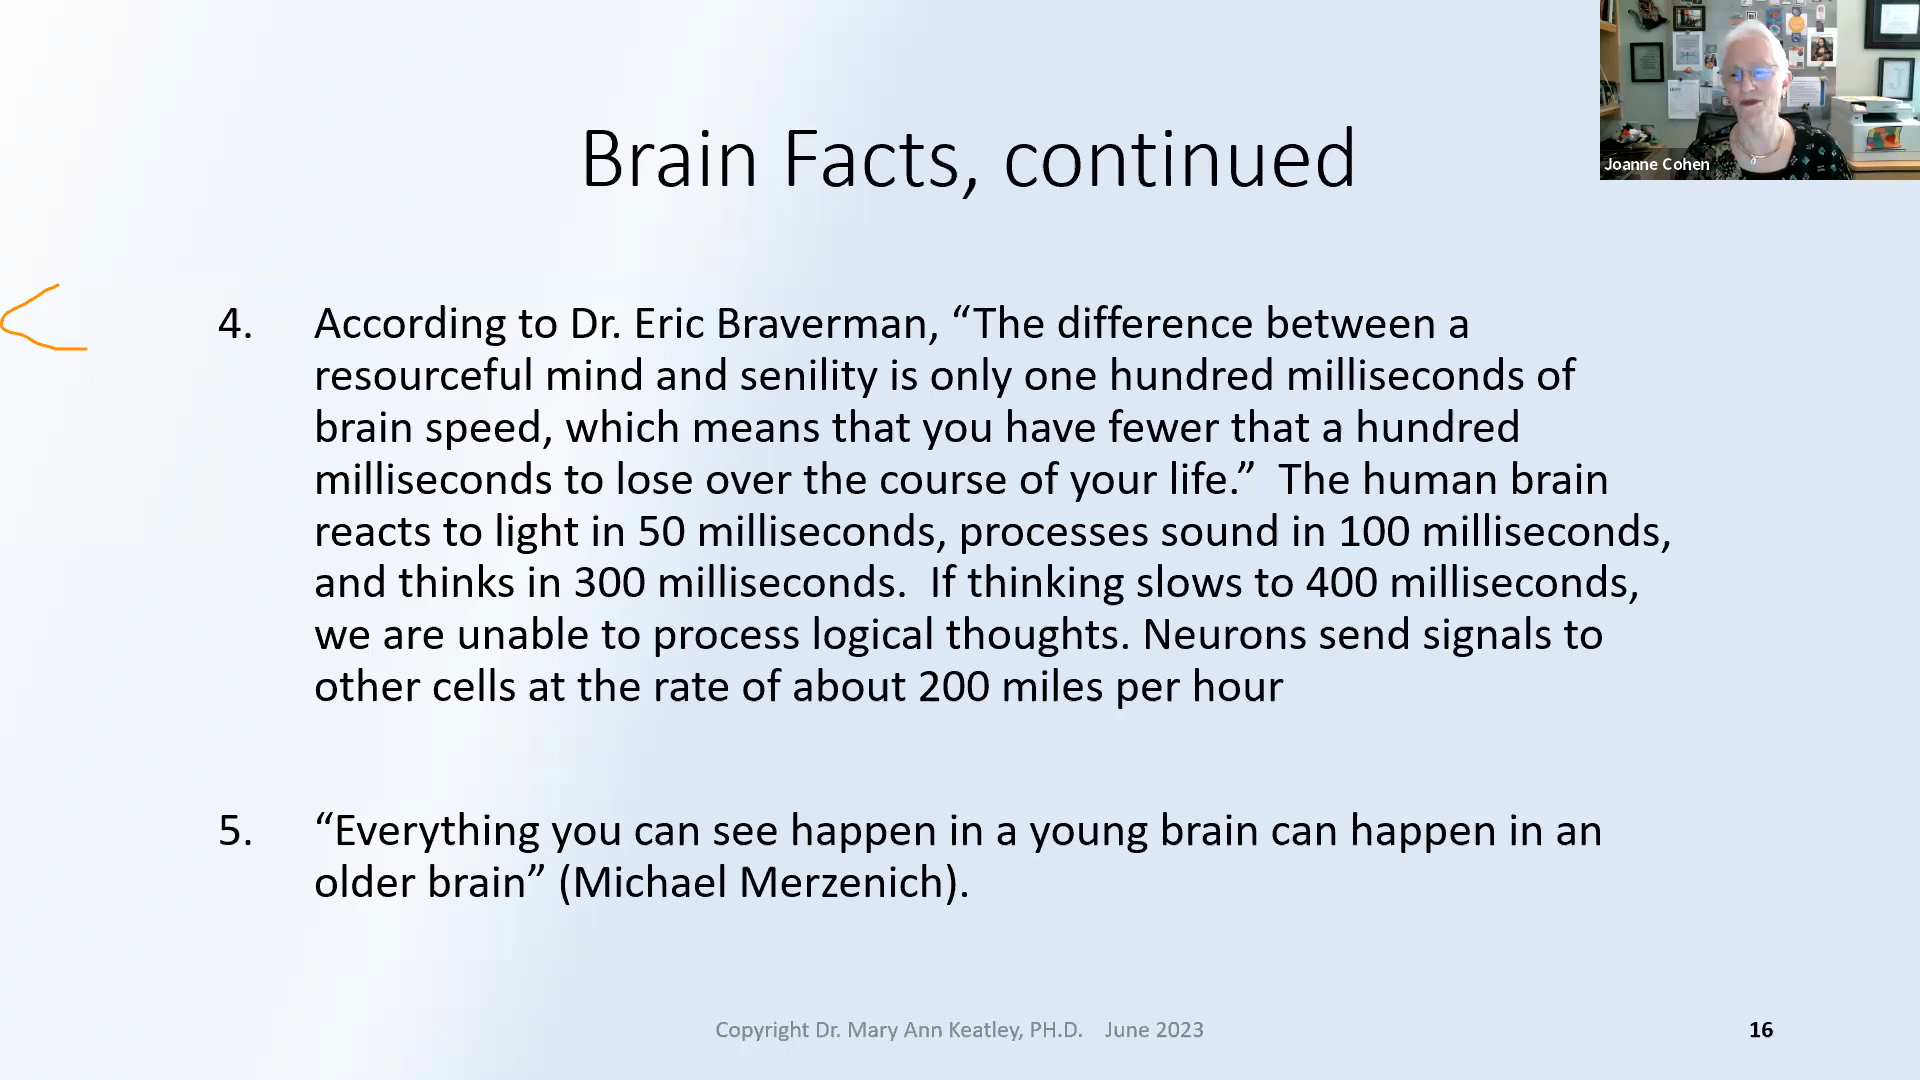 Brain Facts, continued
Joanne Cohen
4. According to Dr. Eric Braverman, “The difference between a
resourceful mind and senility is only one hundred milliseconds of
brain speed, which means that you have fewer that a hundred
milliseconds to lose over the course of your life.”  The human brain
reacts to light in 50 milliseconds, processes sound in 100 milliseconds,
and thinks in 300 milliseconds.  If thinking slows to 400 milliseconds,
we are unable to process logical thoughts. Neurons send signals to
other cells at the rate of about 200 miles per hour
5. “Everything you can see happen in a young brain can happen in an
older brain” (Michael Merzenich).
Copyright Dr. Mary Ann Keatley, PH.D.    June 2023
16